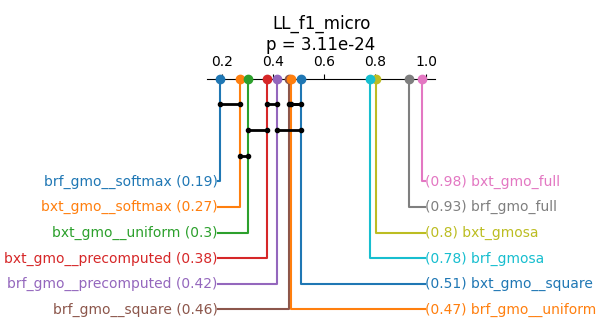 LL_f1_micro
p = 3.11e-24
0.2 0.4 0.6 0.8 1.0
brf_gmo__softmax (0.19) (0.98) bxt_gmo_full
bxt_gmo__softmax (0.27) (0.93) brf_gmo_full
bxt_gmo__uniform (0.3) (0.8) bxt_gmosa
bxt_gmo__precomputed (0.38) (0.78) brf_gmosa
brf_gmo__precomputed (0.42) (0.51) bxt_gmo__square
brf_gmo__square (0.46) (0.47) brf_gmo__uniform